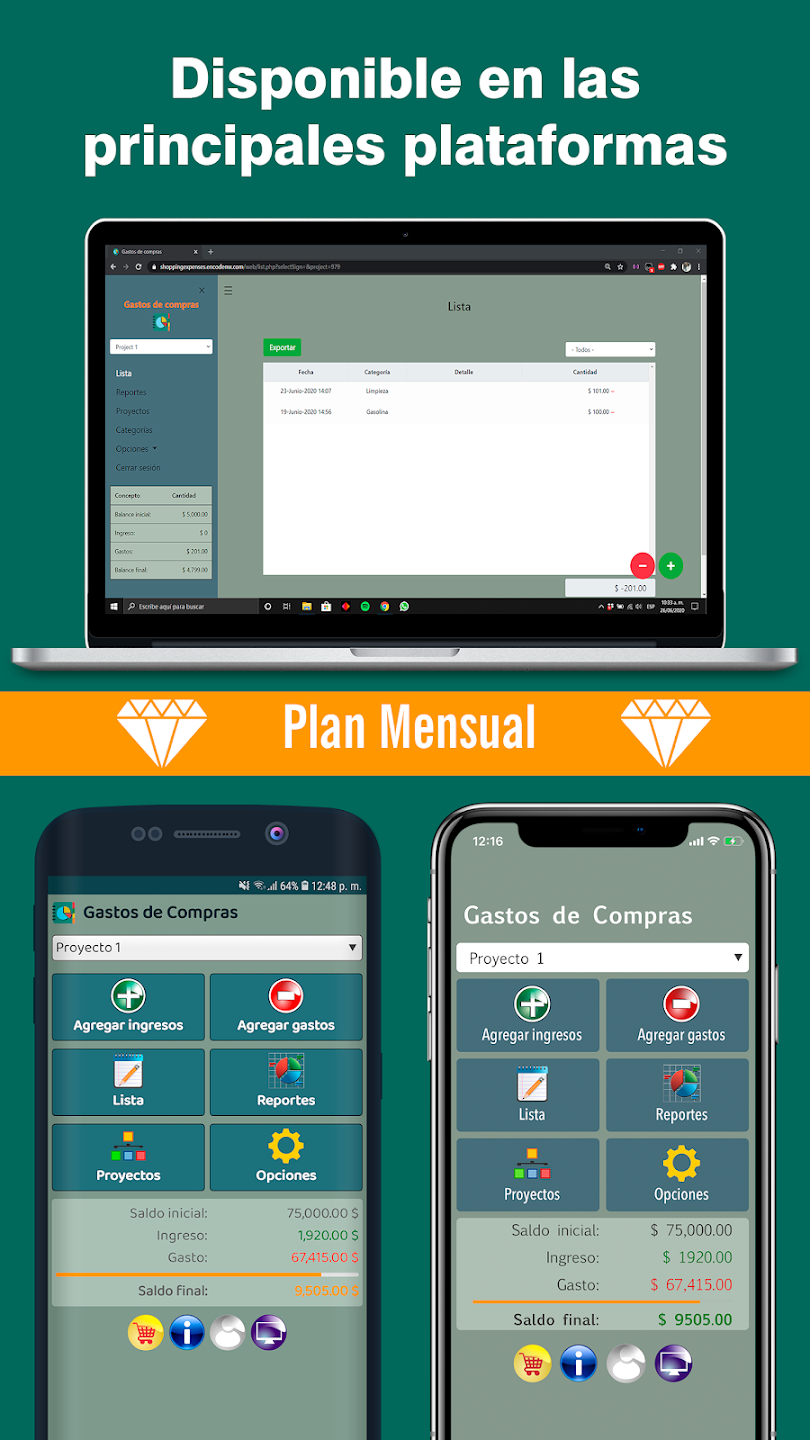 Disponible en las
principales plataformas
Gastos de compras
shoppingexpenses.encodemx.com/web/list.php?selectSign=&project=979
Gastos de compras
Project 1
Lista
Reportes
Proyectos
Categorías
Opciones
Cerrar sesión
Concepto: Cantidad
Balance inicial: $ 5,000.00
Ingreso: $ 0
Gastos: $ 201.00
Balance final: $ 4,799.00
Lista
Exportar
- Todos -
Fecha Categoría Detalle Cantidad
23-Junio-2020 14:07 Limpieza $ 101.00 -
19-Junio-2020 14:56 Gasolina $ 100.00 -
$ -201.00
Escribe aquí para buscar
ESP
10:33 a. m.
26/06/2020
Plan Mensual
64% 12:48 p. m.
Gastos de Compras
Proyecto 1
Agregar ingresos
Agregar gastos
Lista
Reportes
Proyectos
Opciones
Saldo inicial: 75,000.00 $
Ingreso: 1,920.00 $
Gasto: 67,415.00 $
Saldo final: 9,505.00 $
12:16
Gastos de Compras
Proyecto 1
Agregar ingresos
Agregar gastos
Lista
Reportes
Proyectos
Opciones
Saldo inicial: $ 75,000.00
Ingreso: $ 1920.00
Gasto: $ 67,415.00
Saldo final: $ 9505.00